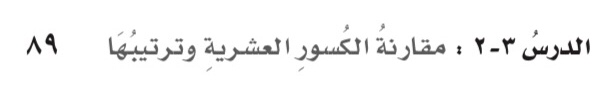 الدرسُ ٣-٢ : مقارنةُ الكُسورِ العشريةِ وترتيبُهَا ٨٩